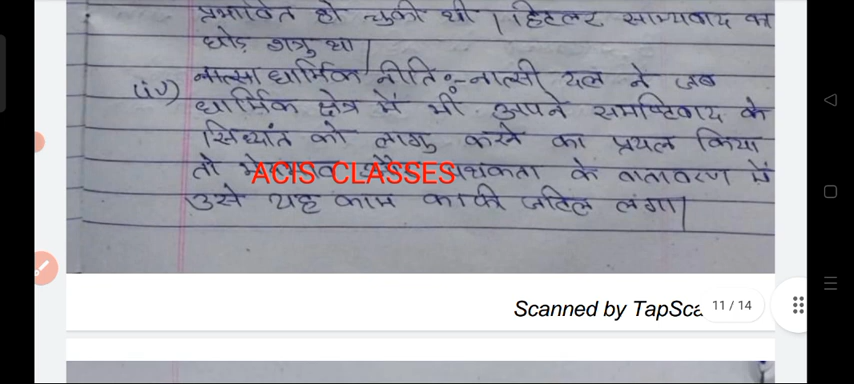 प्रभावित हो चुकी थी | हिटलर साम्यवाद का
घोर शत्रु था |
(iv) नात्सी धार्मिक नीति :- नात्सी दल ने जब
धार्मिक क्षेत्र में भी अपने समष्टिवाद के
सिध्यांत को लागु करने का प्रयत्न किया
तो ACIS CLASSES के वातावरण में
उसे यह काम काफी जटिल लगा |
Scanned by TapSca
11 / 14